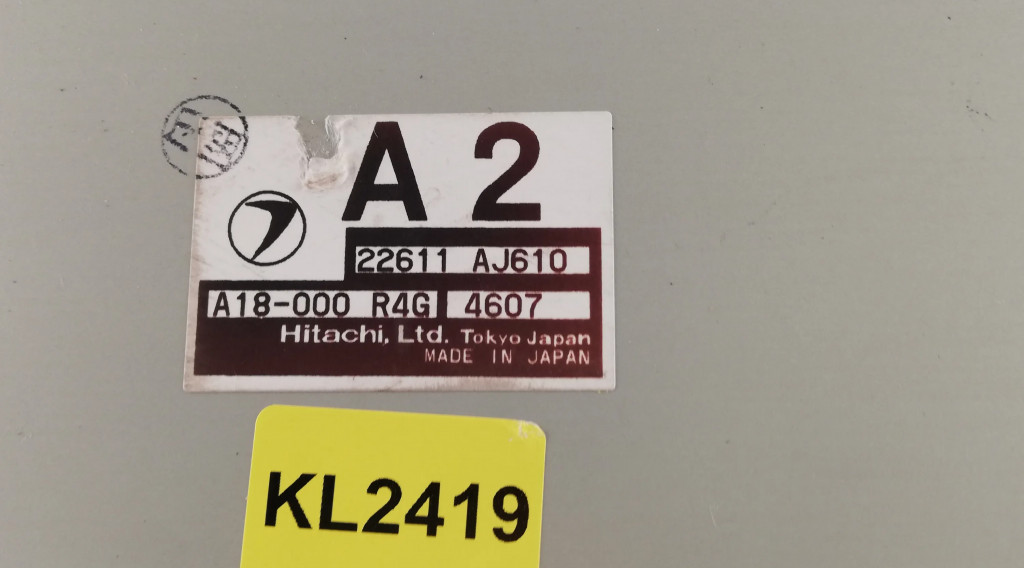 A 2
22611 AJ610
A18-000 R4G 4607
Hitachi, Ltd. Tokyo Japan
MADE IN JAPAN
KL2419